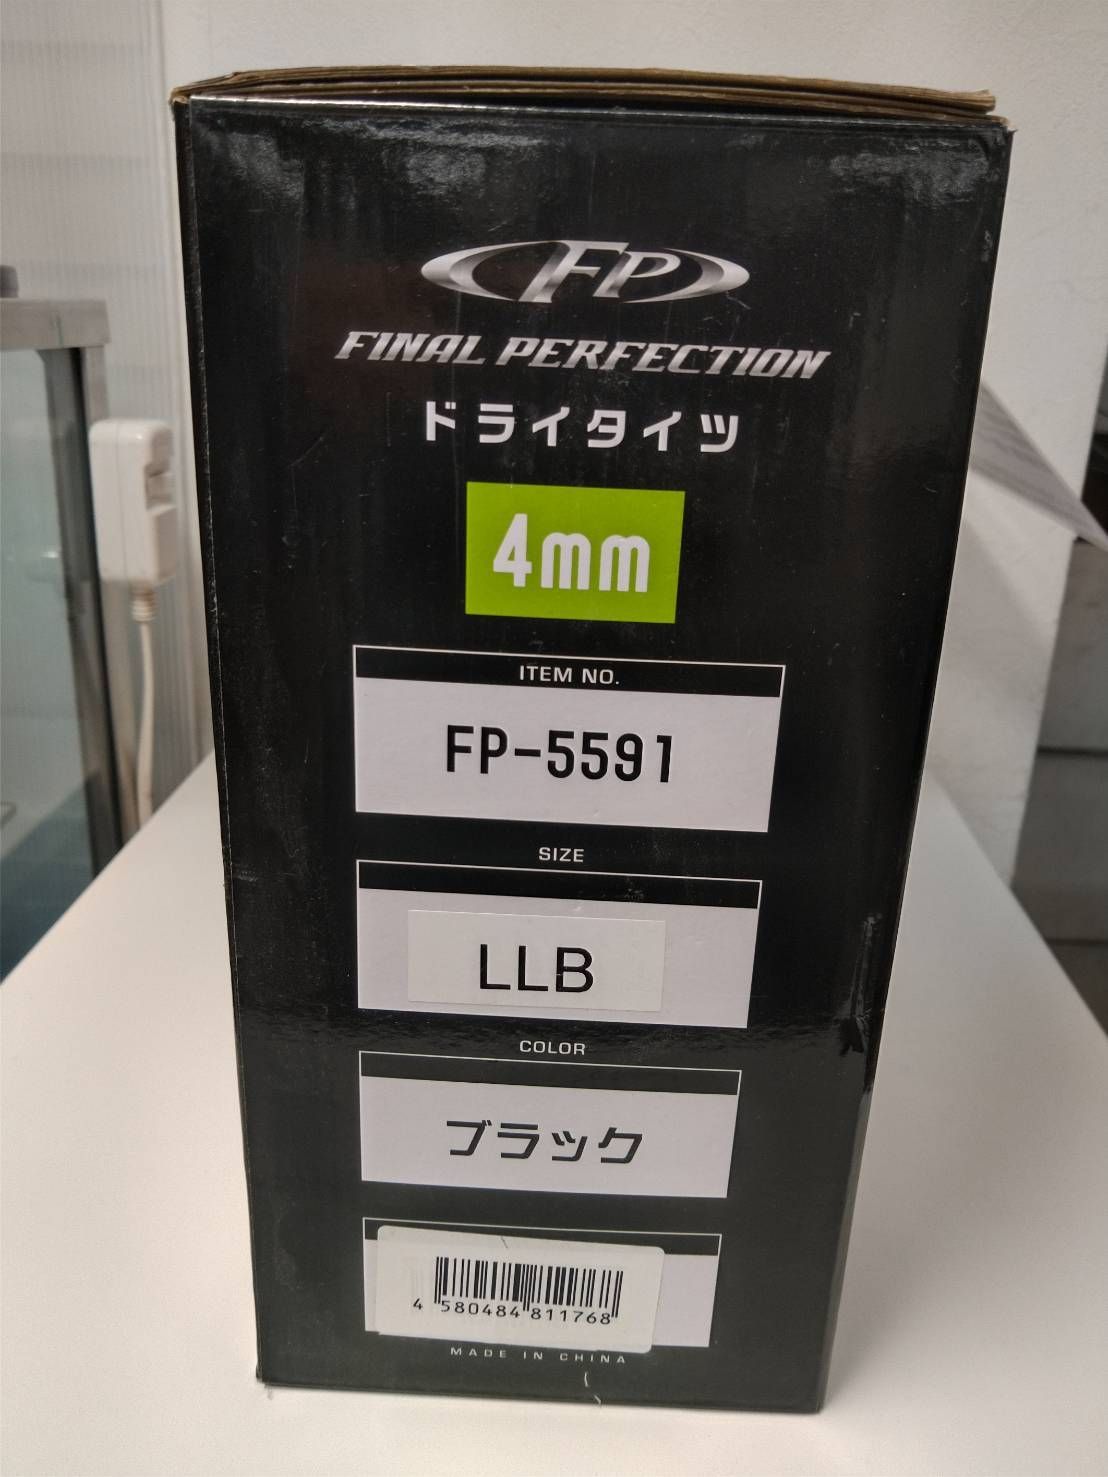 FP
FINAL PERFECTION
ドライタイツ
4mm
ITEM NO.
FP-5591
SIZE
LLB
COLOR
ブラック
4 580484 811768
MADE IN CHINA